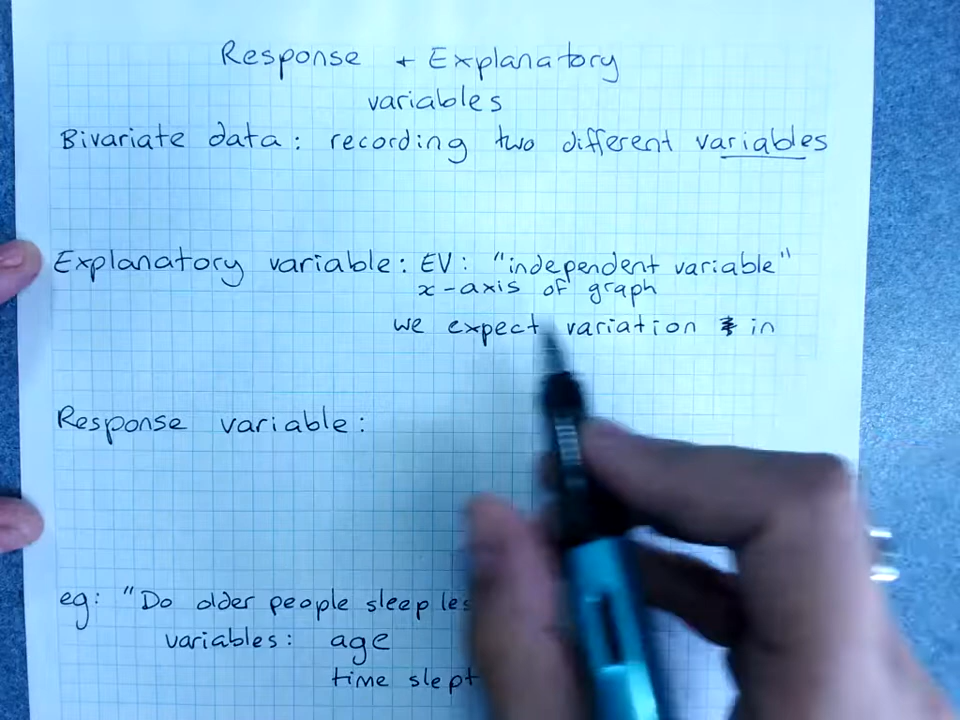 Response + Explanatory
variables
Bivariate data: recording two different variables
Explanatory variable: EV: "independent variable"
x-axis of graph
we expect variation in
Response variable:
eg: "Do older people sleep les
variables: age
time slept